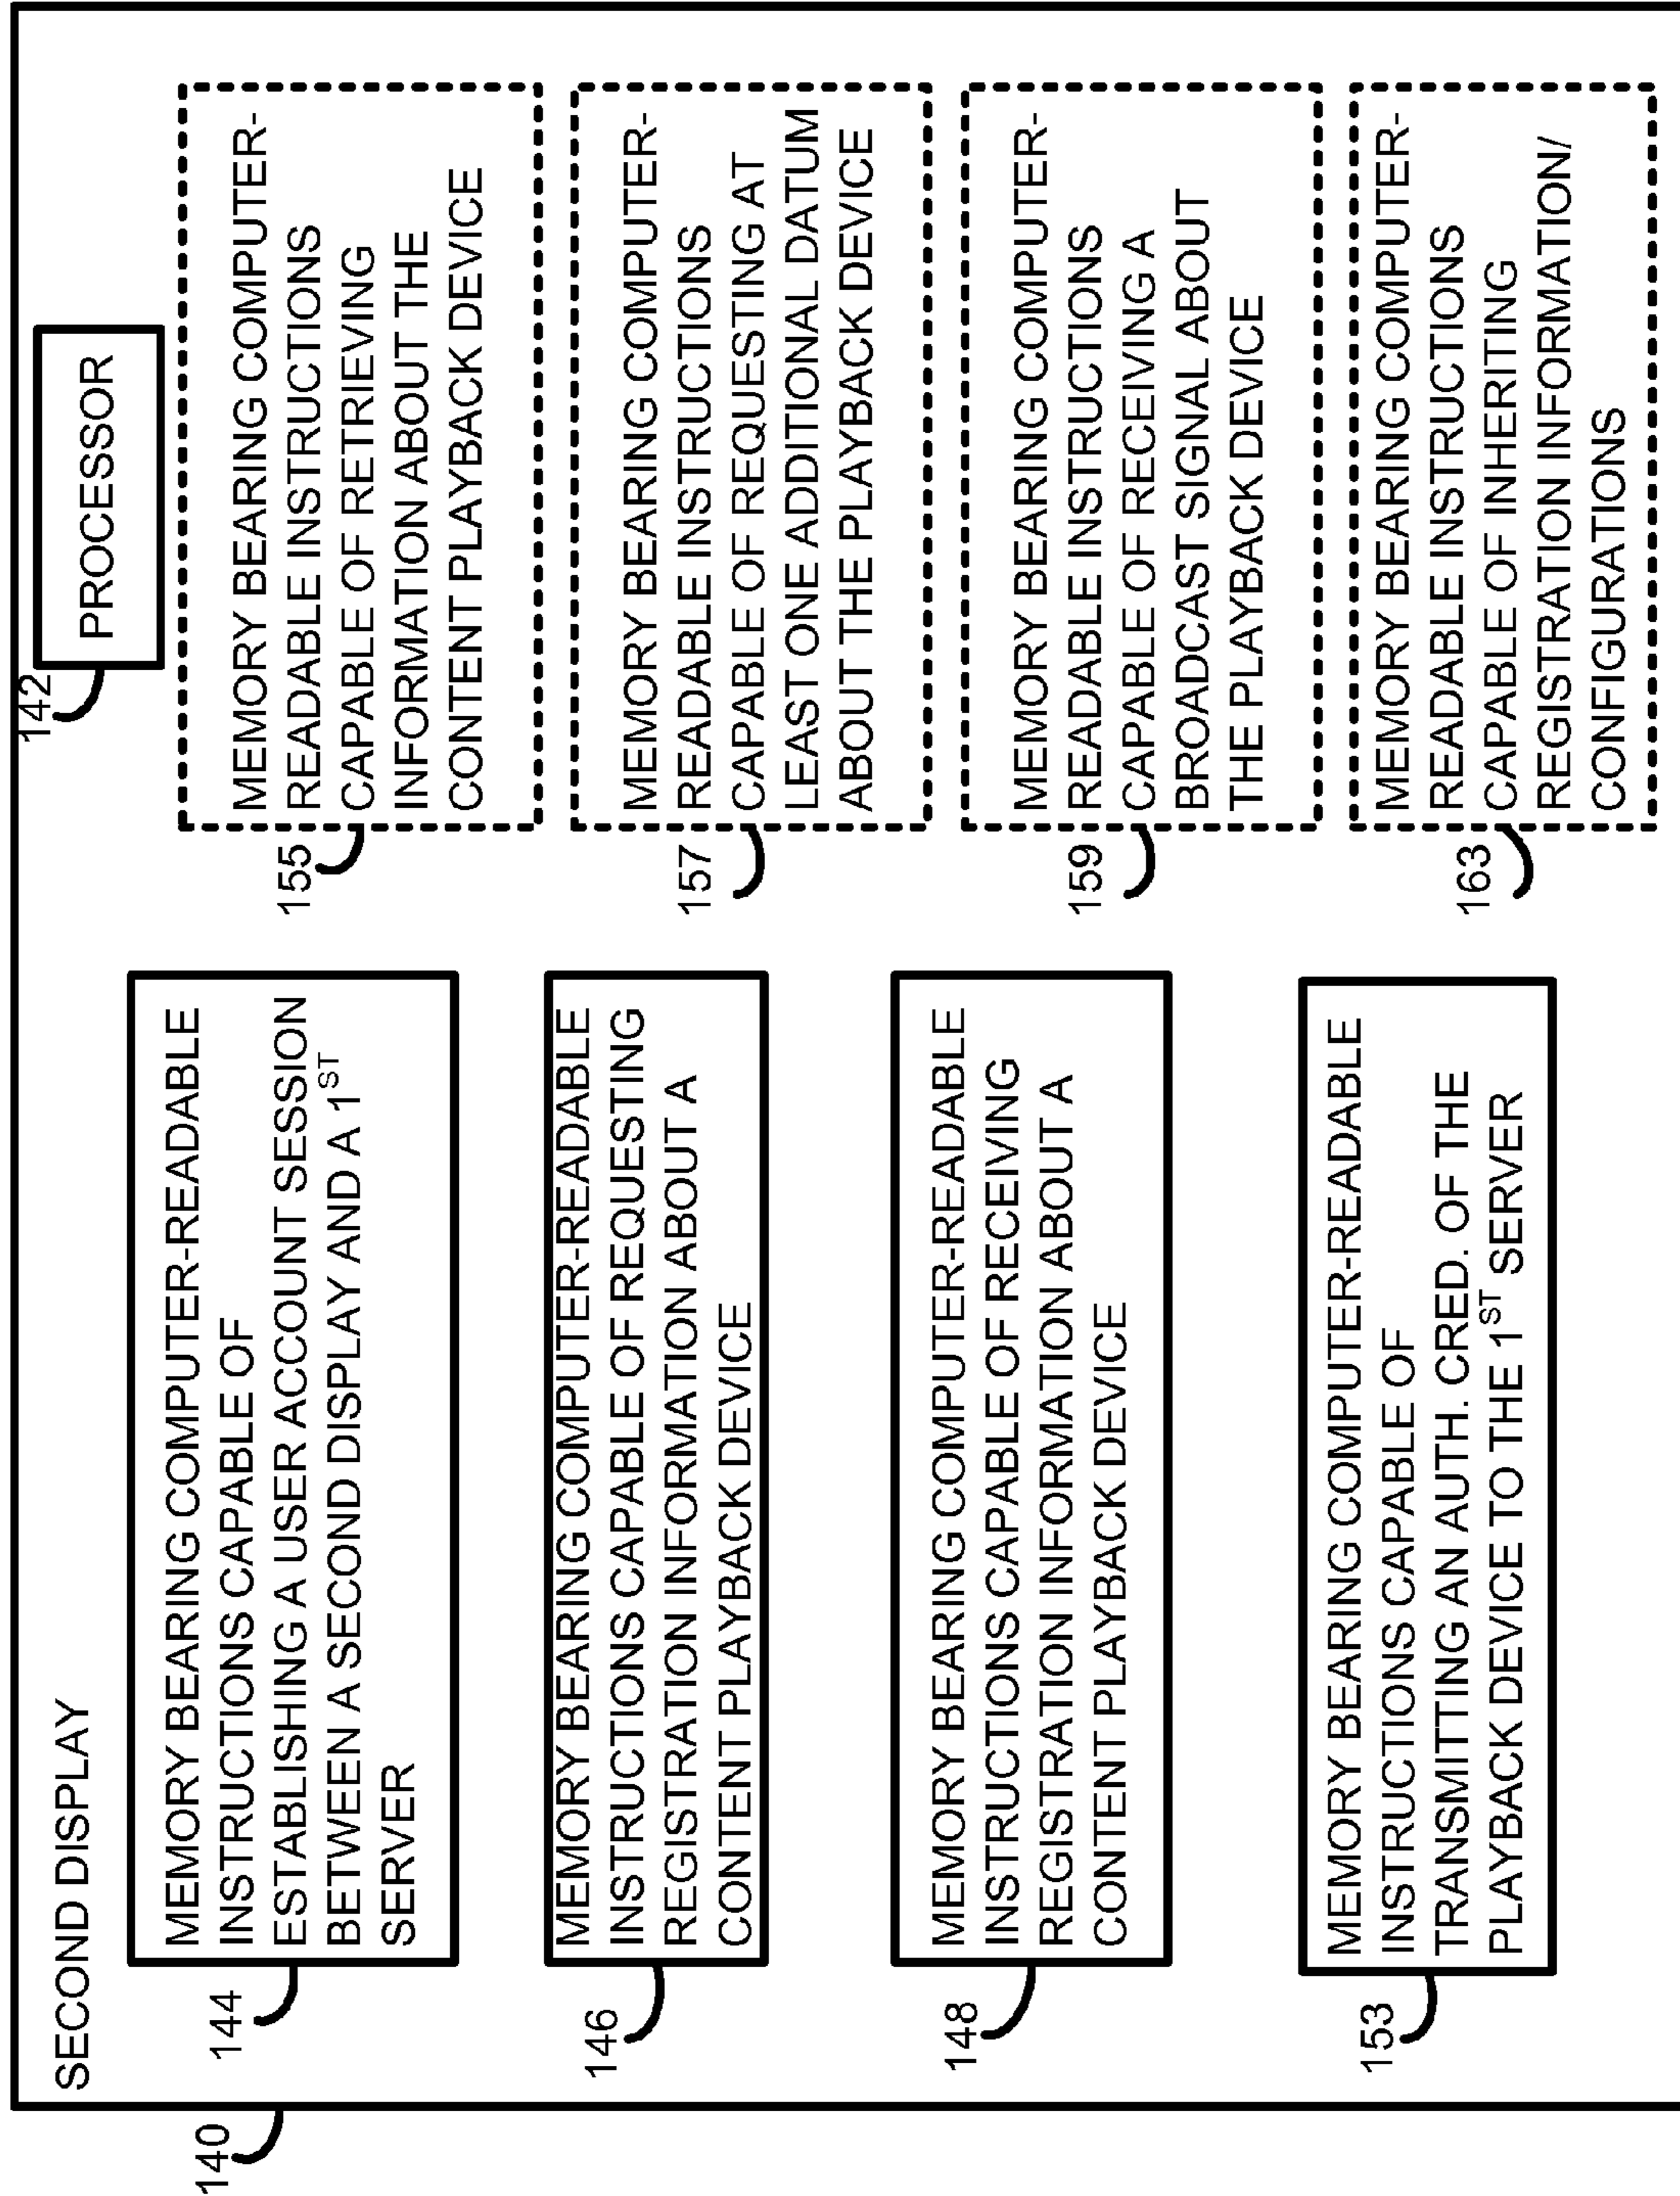 140
SECOND DISPLAY
142
PROCESSOR
144
MEMORY BEARING COMPUTER-READABLE
INSTRUCTIONS CAPABLE OF
ESTABLISHING A USER ACCOUNT SESSION
BETWEEN A SECOND DISPLAY AND A 1ST
SERVER
146
MEMORY BEARING COMPUTER-READABLE
INSTRUCTIONS CAPABLE OF REQUESTING
REGISTRATION INFORMATION ABOUT A
CONTENT PLAYBACK DEVICE
148
MEMORY BEARING COMPUTER-READABLE
INSTRUCTIONS CAPABLE OF RECEIVING
REGISTRATION INFORMATION ABOUT A
CONTENT PLAYBACK DEVICE
153
MEMORY BEARING COMPUTER-READABLE
INSTRUCTIONS CAPABLE OF
TRANSMITTING AN AUTH. CRED. OF THE
PLAYBACK DEVICE TO THE 1ST SERVER
155
MEMORY BEARING COMPUTER-
READABLE INSTRUCTIONS
CAPABLE OF RETRIEVING
INFORMATION ABOUT THE
CONTENT PLAYBACK DEVICE
157
MEMORY BEARING COMPUTER-
READABLE INSTRUCTIONS
CAPABLE OF REQUESTING AT
LEAST ONE ADDITIONAL DATUM
ABOUT THE PLAYBACK DEVICE
159
MEMORY BEARING COMPUTER-
READABLE INSTRUCTIONS
CAPABLE OF RECEIVING A
BROADCAST SIGNAL ABOUT
THE PLAYBACK DEVICE
163
MEMORY BEARING COMPUTER-
READABLE INSTRUCTIONS
CAPABLE OF INHERITING
REGISTRATION INFORMATION/
CONFIGURATIONS